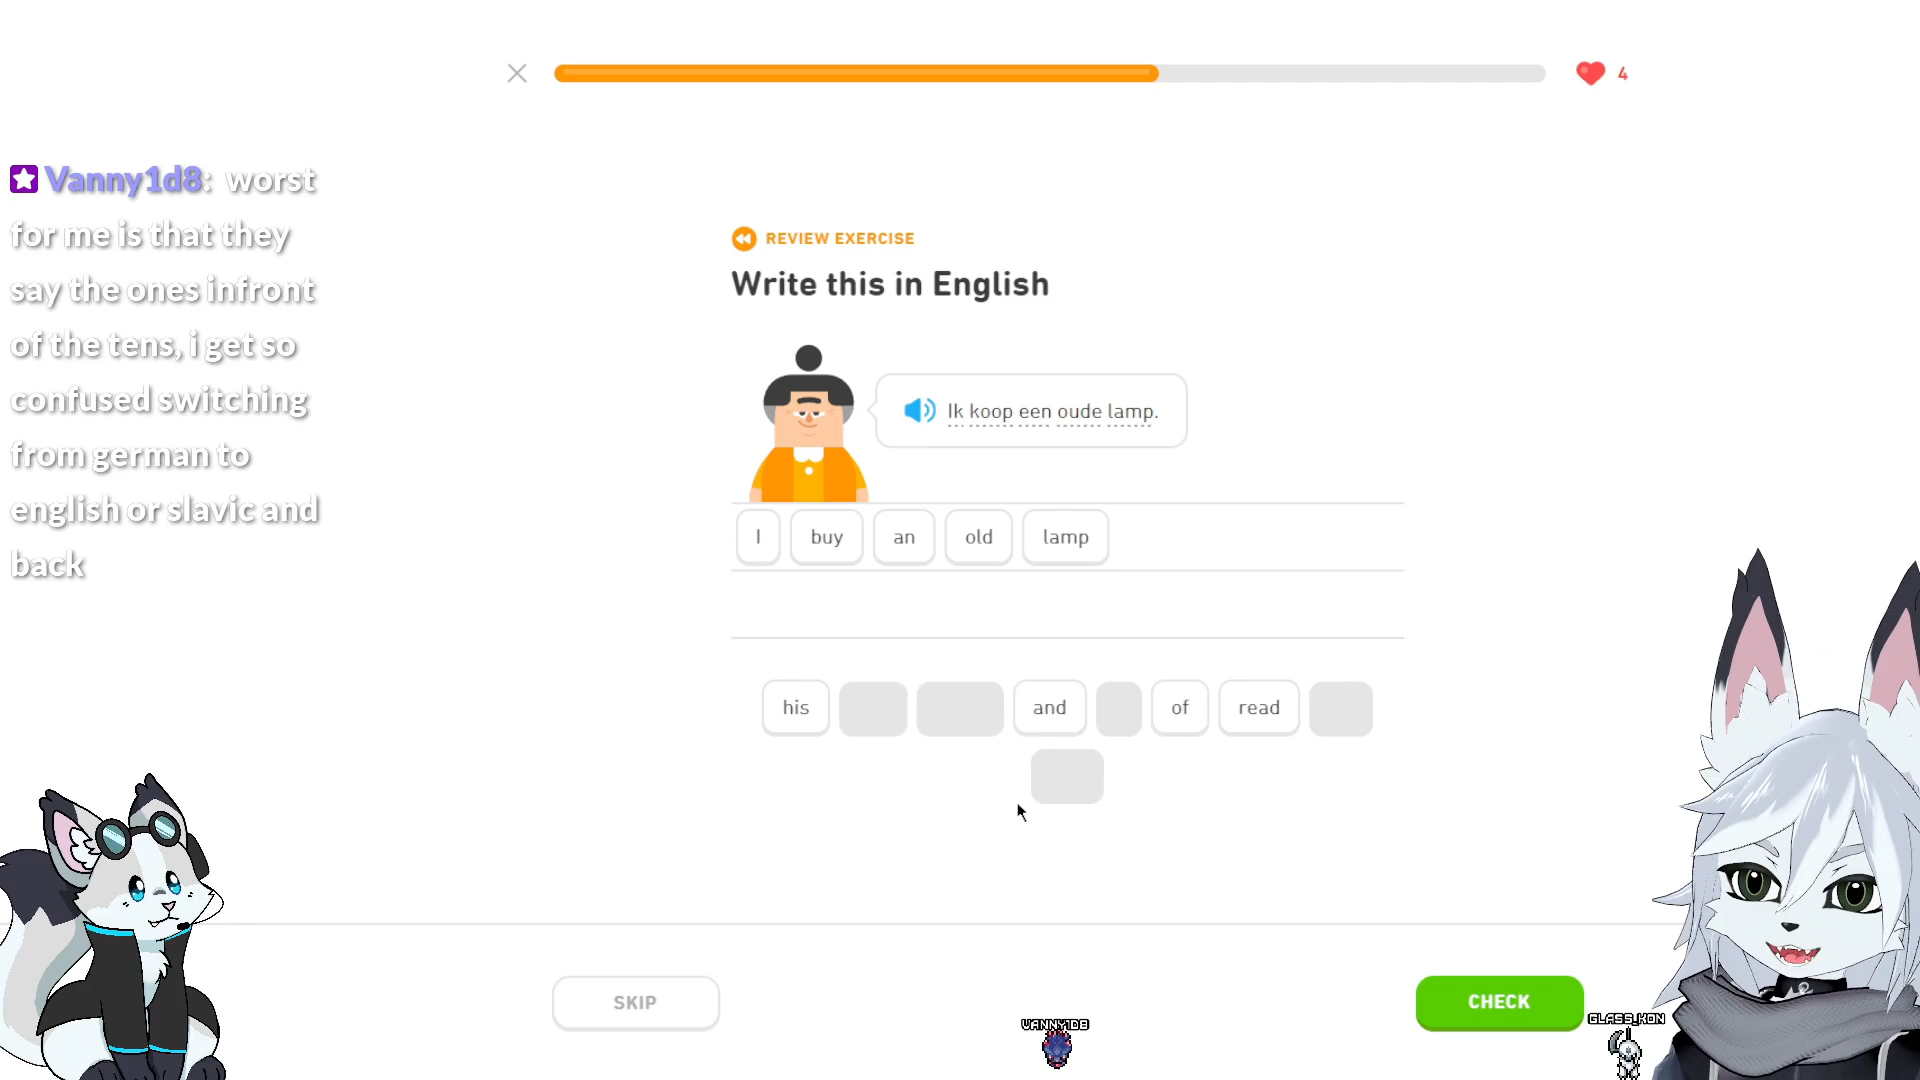 4
Vanny1d8: worst
for me is that they
say the ones infront
of the tens, i get so
confused switching
from german to
english or slavic and
back
REVIEW EXERCISE
Write this in English
Ik koop een oude lamp.
I buy an old lamp
his and of read
SKIP
CHECK
VANNY1D8
GLASS_KON